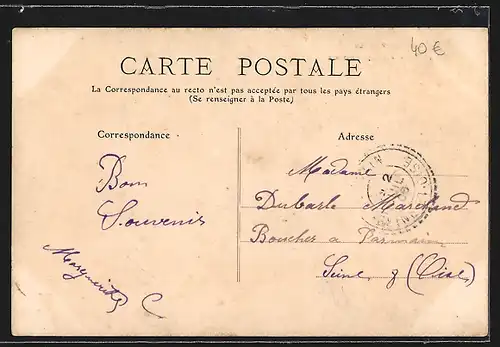 40 €
CARTE POSTALE
La Correspondance au recto n'est pas acceptée par tous les pays étrangers
(Se renseigner à la Poste)
Correspondance
Adresse
Madame
Dubarle Marchand
Boucher a
Seine & (Oise)
Bon
Souvenir
Marguerite C